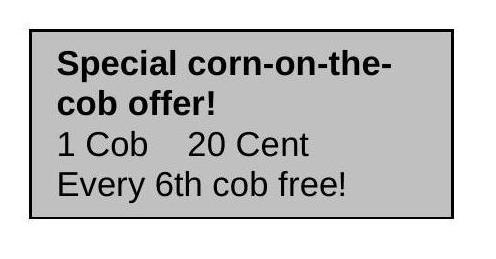 Special corn-on-the-
cob offer!
1 Cob 20 Cent
Every 6th cob free!